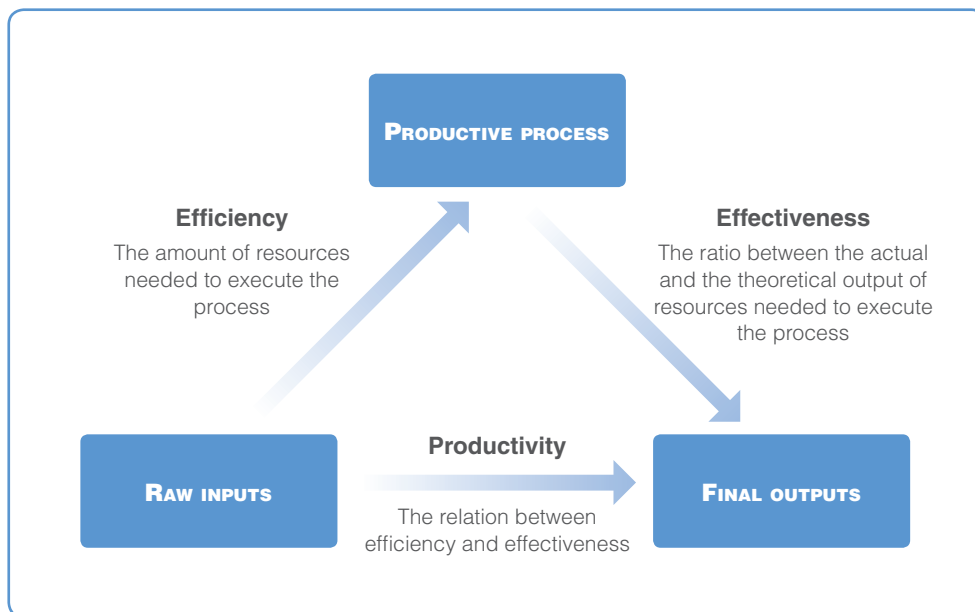 PRODUCTIVE PROCESS
Efficiency
The amount of resources
needed to execute the
process
Effectiveness
The ratio between the actual
and the theoretical output of
resources needed to execute
the process
RAW INPUTS
Productivity
The relation between
efficiency and effectiveness
FINAL OUTPUTS